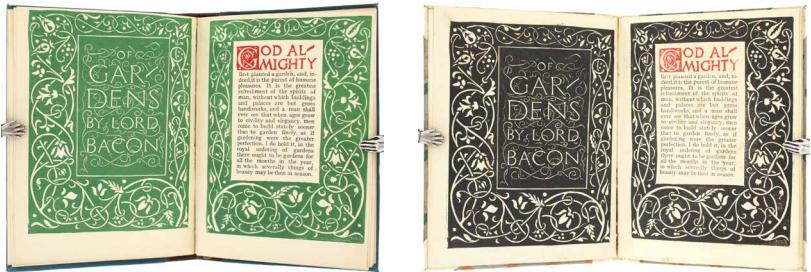 OF
GAR
DENS
BY LORD
BACON
GOD AL-
MIGHTY
first planted a garden, and, in-
deed, it is the purest of humane
pleasures. It is the greatest
refreshment of the spirits of
man, without which buildings
and palaces are but gross
handiworks, and a man shall
ever see that when ages grow
to civility and elegancy, men
come to build stately sooner
than to garden finely, as if
gardening were the greater
perfection. I do hold it, in the
royal ordering of gardens
there ought to be gardens for
all the months in the year,
in which severally things of
beauty may be then in season.
OF
GAR
DENS
BY LORD
BACON
GOD AL-
MIGHTY
first planted a garden, and, in-
deed, it is the purest of humane
pleasures. It is the greatest
refreshment of the spirits of
man, without which buildings
and palaces are but gross
handiworks, and a man shall
ever see that when ages grow
to civility and elegancy, men
come to build stately sooner
than to garden finely, as if
gardening were the greater
perfection. I do hold it, in the
royal ordering of gardens
there ought to be gardens for
all the months in the year,
in which severally things of
beauty may be then in season.